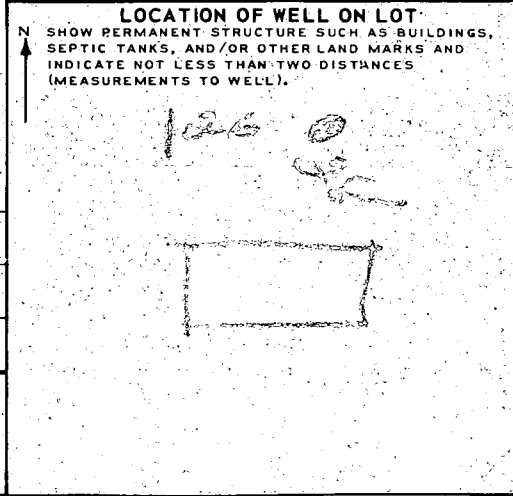 LOCATION OF WELL ON LOT
N SHOW PERMANENT STRUCTURE SUCH AS BUILDINGS,
SEPTIC TANKS, AND/OR OTHER LAND MARKS AND
INDICATE NOT LESS THAN TWO DISTANCES
(MEASUREMENTS TO WELL).